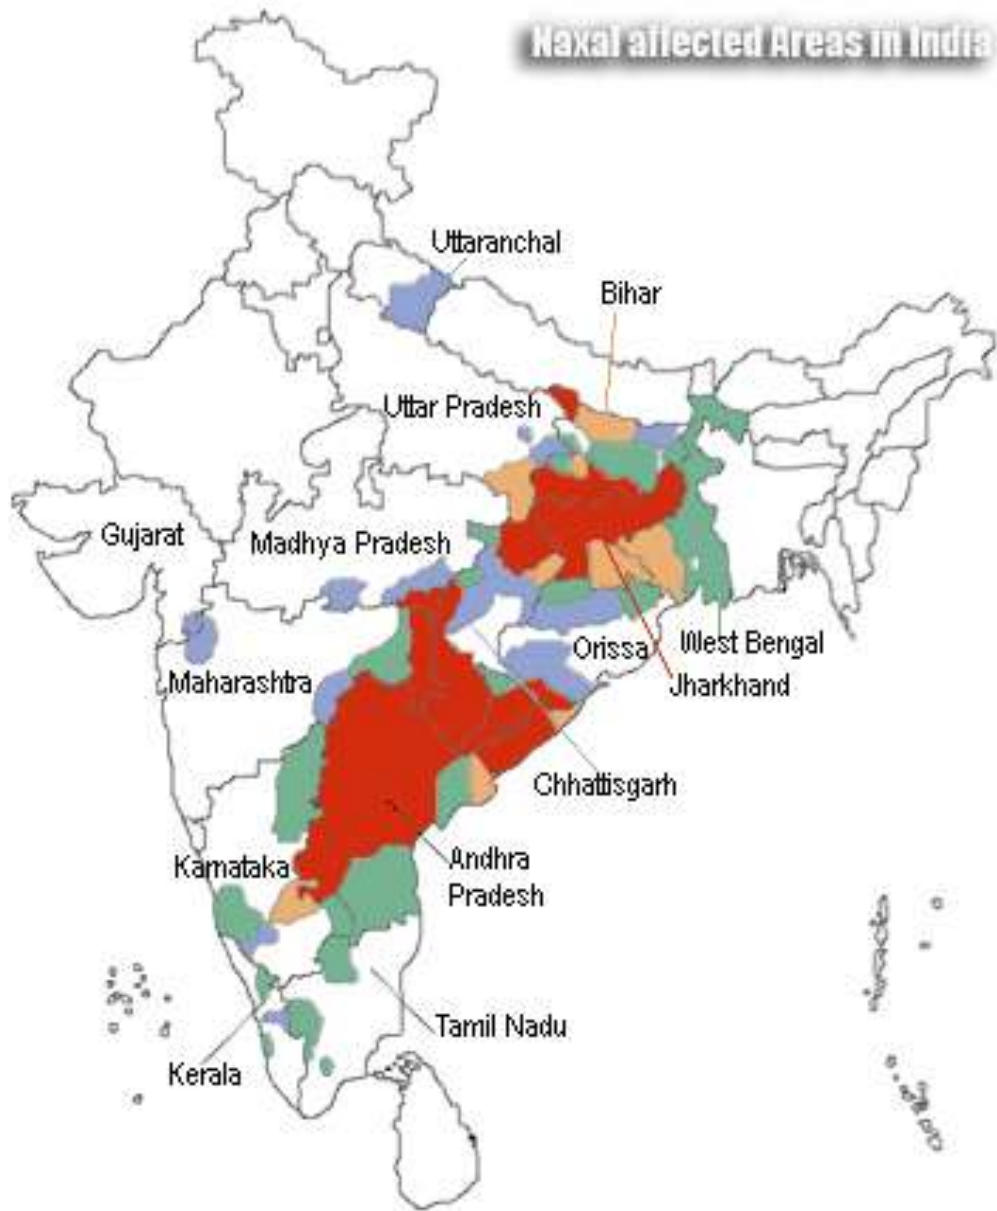 Naxal affected Areas in India
Uttaranchal
Bihar
Uttar Pradesh
Gujarat
Madhya Pradesh
Orissa
West Bengal
Maharashtra
Jharkhand
Chhattisgarh
Karnataka
Andhra
Pradesh
Tamil Nadu
Kerala